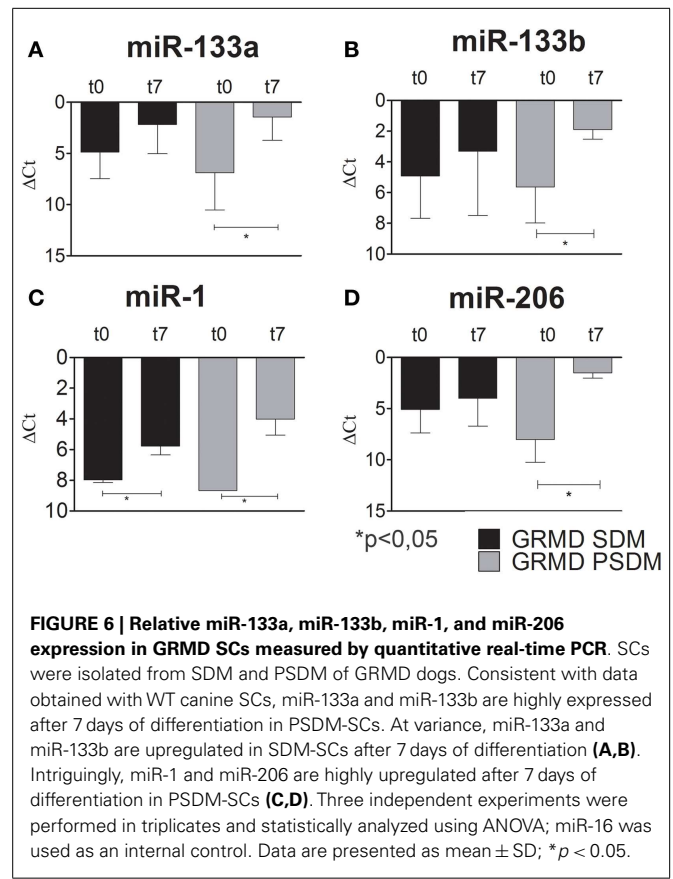 A
miR-133a
t0 t7 t0 t7
0
5
10
15
ΔCt
*
B
miR-133b
t0 t7 t0 t7
0
2
4
6
8
10
ΔCt
*
C
miR-1
t0 t7 t0 t7
0
2
4
6
8
10
ΔCt
* *
D
miR-206
t0 t7 t0 t7
0
5
10
15
ΔCt
*
*p<0,05
GRMD SDM
GRMD PSDM
FIGURE 6 | Relative miR-133a, miR-133b, miR-1, and miR-206
expression in GRMD SCs measured by quantitative real-time PCR. SCs
were isolated from SDM and PSDM of GRMD dogs. Consistent with data
obtained with WT canine SCs, miR-133a and miR-133b are highly expressed
after 7 days of differentiation in PSDM-SCs. At variance, miR-133a and
miR-133b are upregulated in SDM-SCs after 7 days of differentiation (A,B).
Intriguingly, miR-1 and miR-206 are highly upregulated after 7 days of
differentiation in PSDM-SCs (C,D). Three independent experiments were
performed in triplicates and statistically analyzed using ANOVA; miR-16 was
used as an internal control. Data are presented as mean ± SD; *p < 0.05.